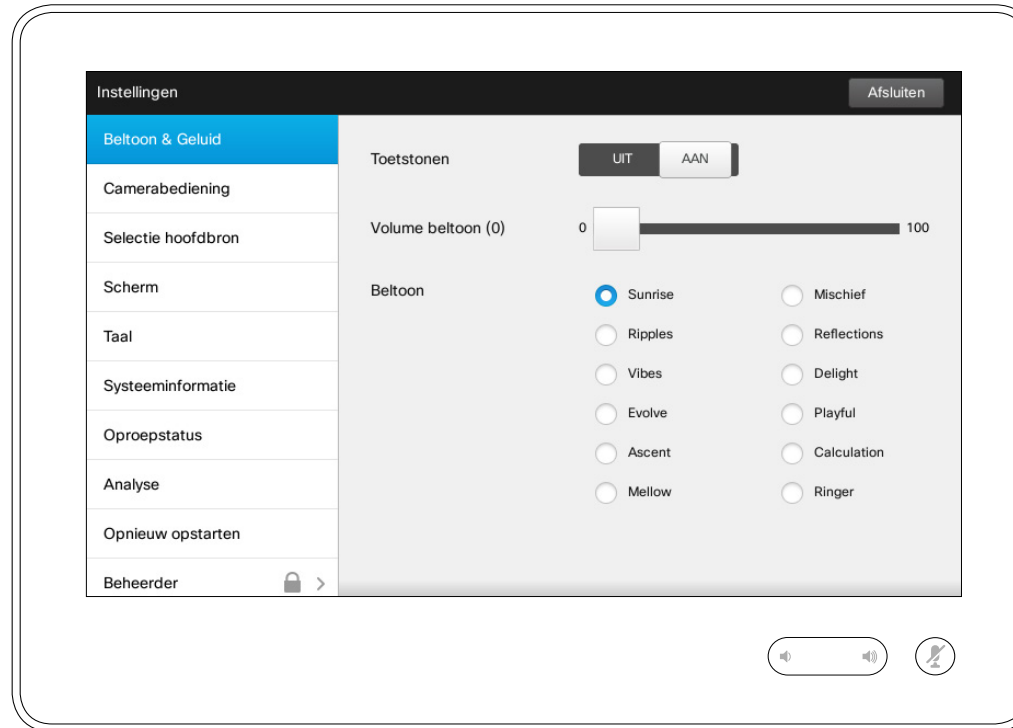 Instellingen
Afsluiten
Beltoon & Geluid
Camerabediening
Selectie hoofdbron
Scherm
Taal
Systeeminformatie
Oproepstatus
Analyse
Opnieuw opstarten
Beheerder
Toetstonen
UIT AAN
Volume beltoon (0)
0 100
Beltoon
Sunrise Mischief
Ripples Reflections
Vibes Delight
Evolve Playful
Ascent Calculation
Mellow Ringer